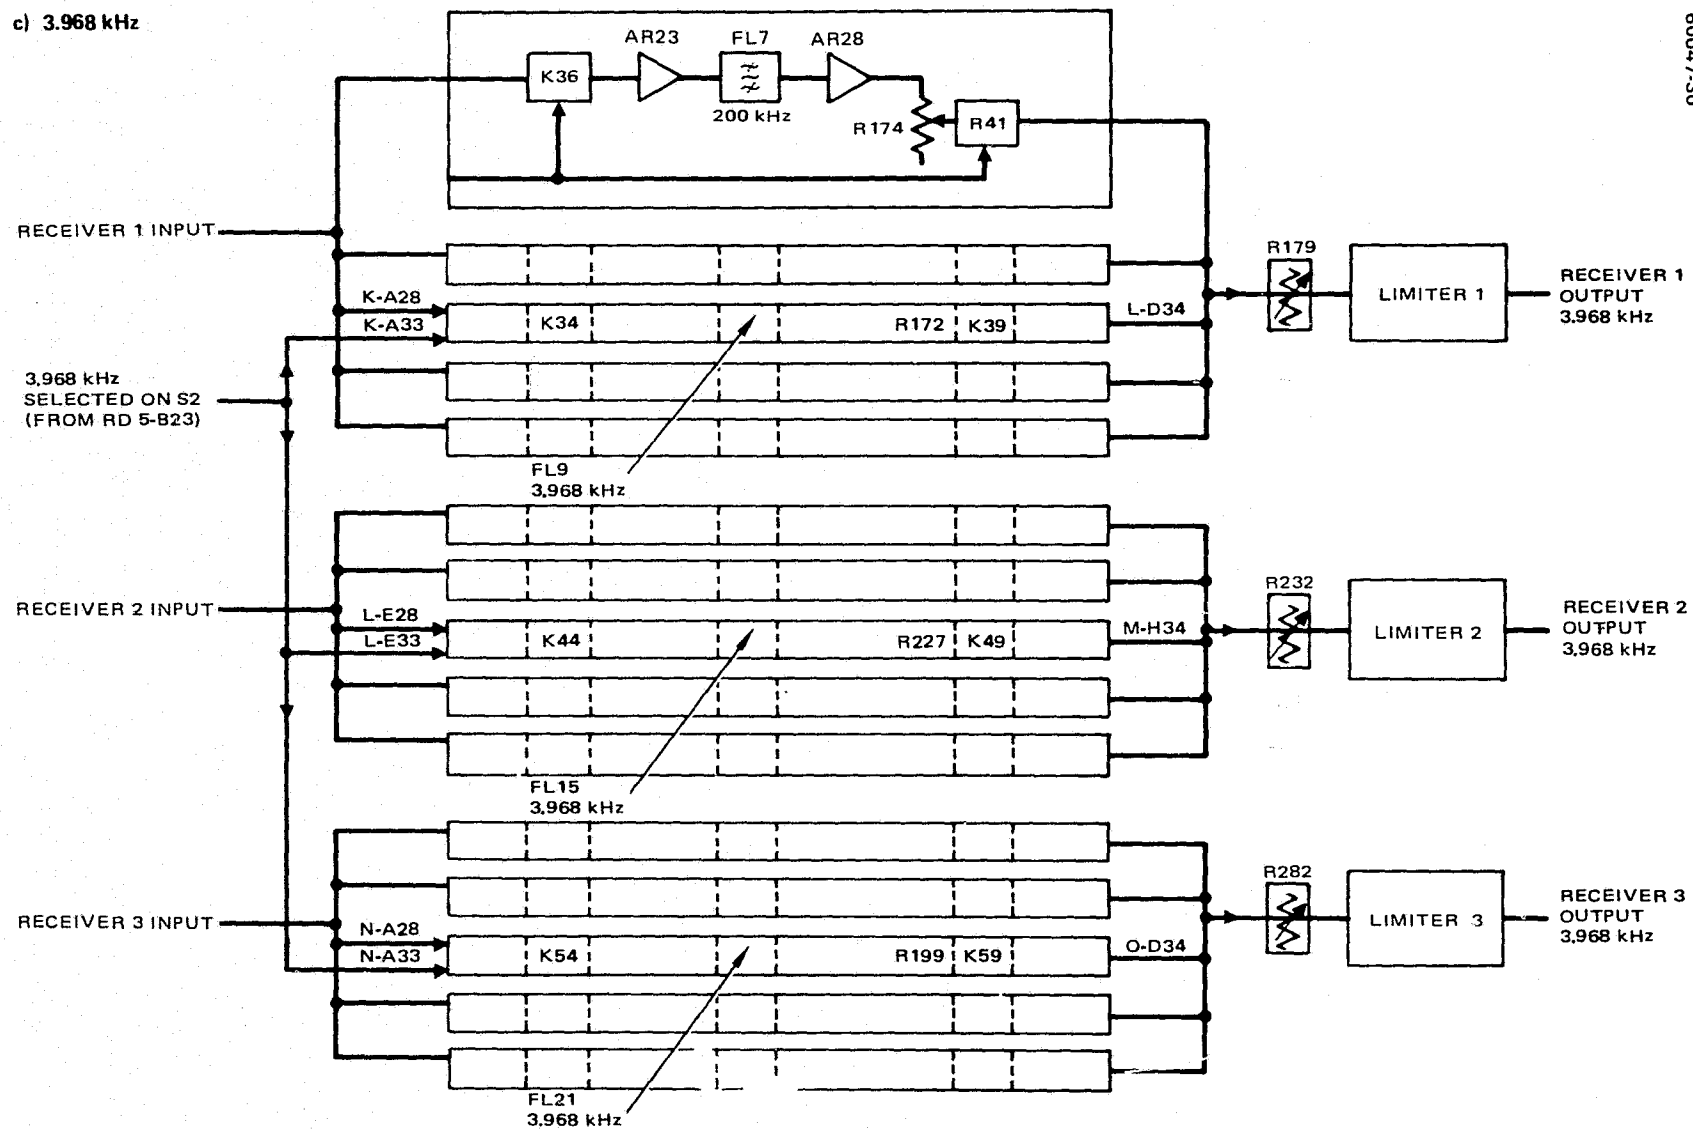 c) 3.968 kHz
AR23
FL7
AR28
K36
200 kHz
R174
R41
RECEIVER 1 INPUT
R179
K-A28
K-A33
K34
R172
K39
L-D34
LIMITER 1
RECEIVER 1
OUTPUT
3.968 kHz
3.968 kHz
SELECTED ON S2
(FROM RD 5-B23)
FL9
3.968 kHz
RECEIVER 2 INPUT
L-E28
L-E33
K44
R227
K49
M-H34
R232
LIMITER 2
RECEIVER 2
OUTPUT
3.968 kHz
FL15
3.968 kHz
RECEIVER 3 INPUT
N-A28
N-A33
K54
R199
K59
O-D34
R282
LIMITER 3
RECEIVER 3
OUTPUT
3.968 kHz
FL21
3.968 kHz